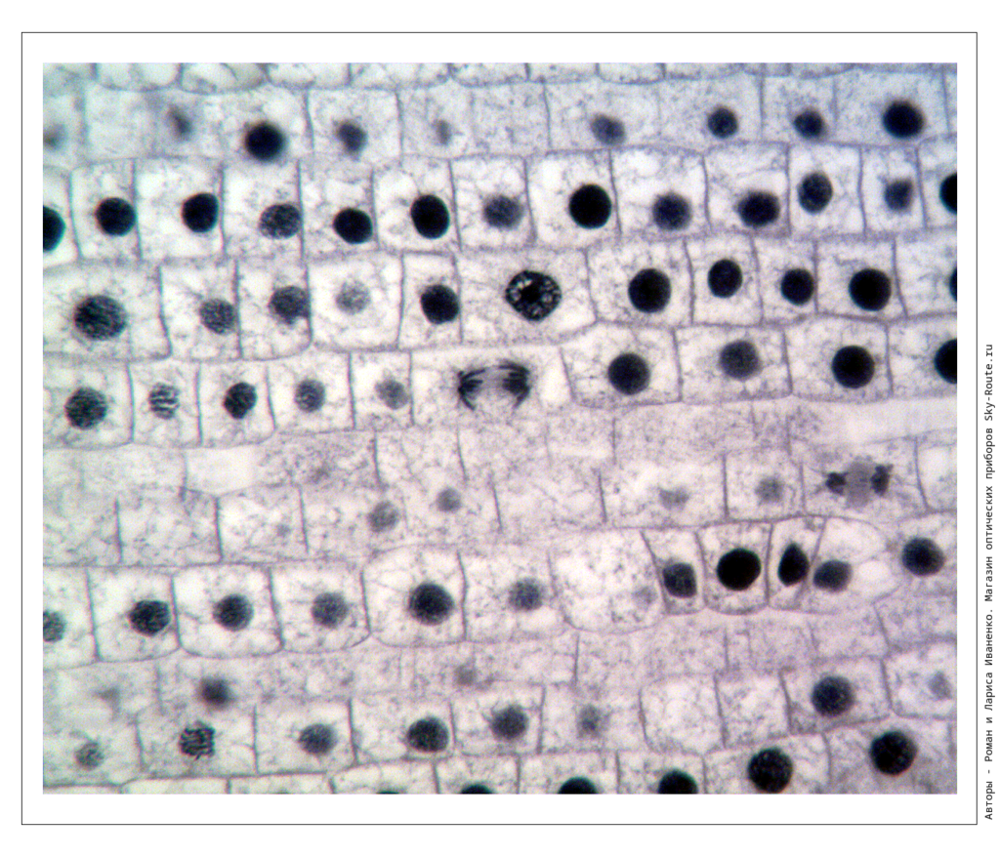 Авторы - Роман и Лариса Иваненко. Магазин оптических приборов Sky-Route.ru